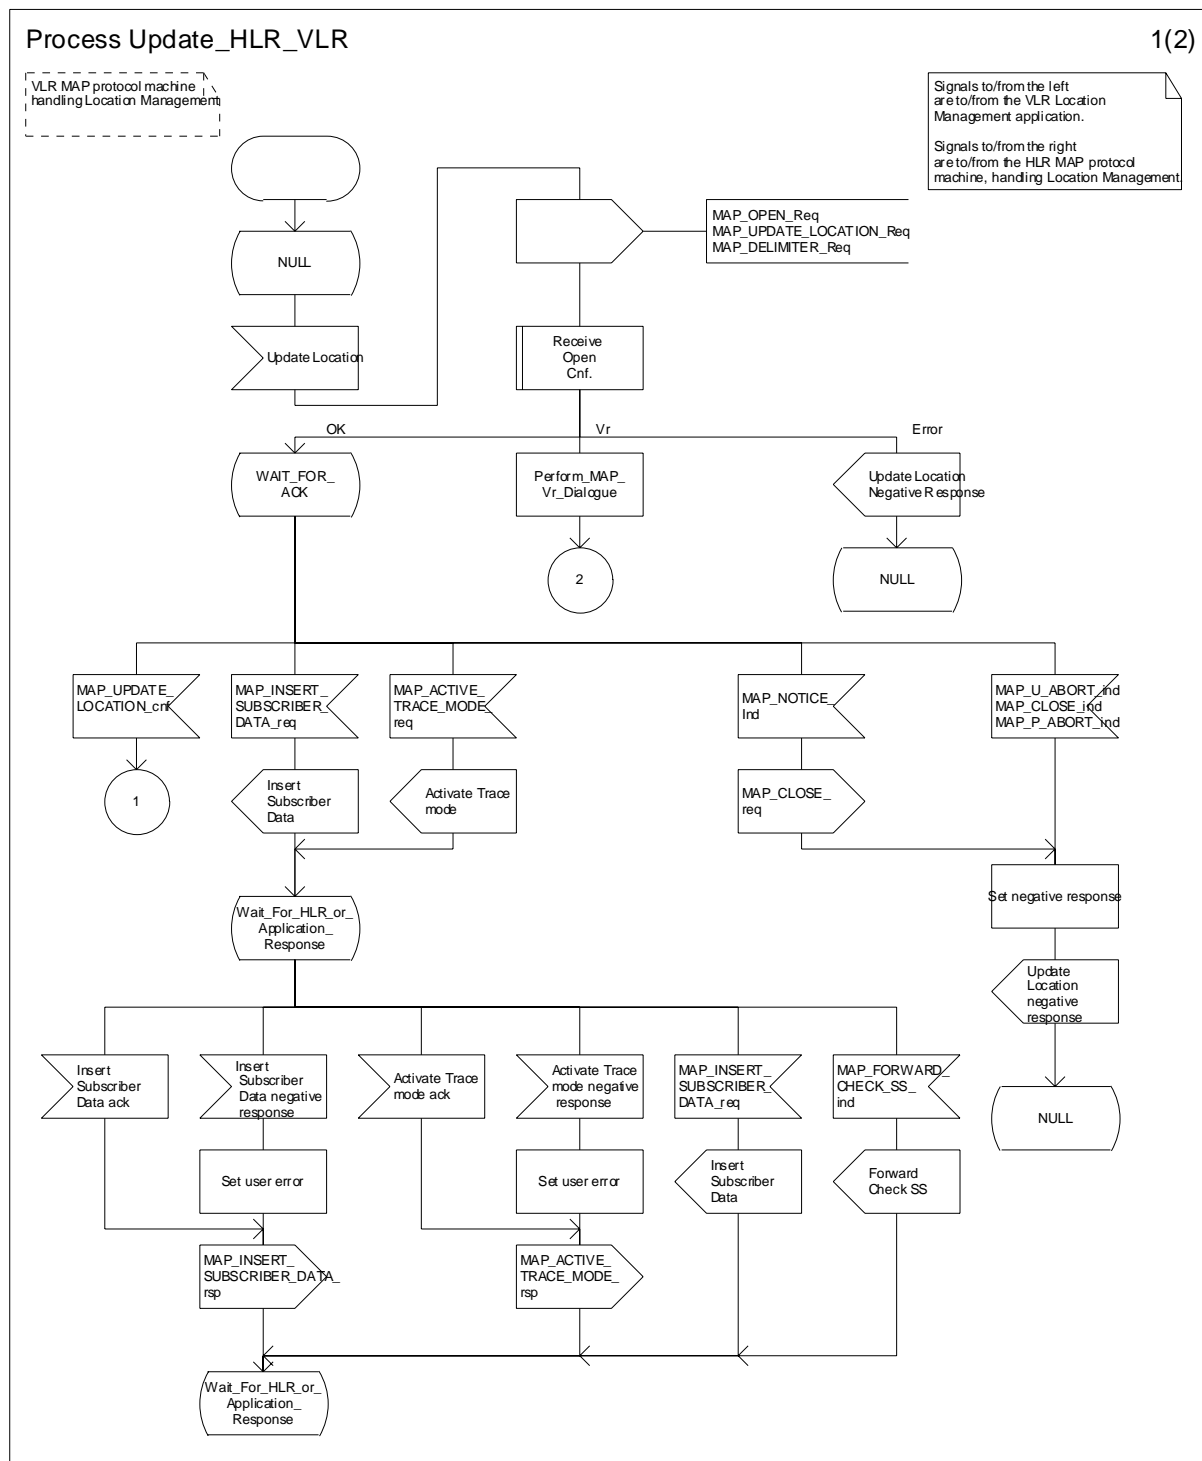 Process Update_HLR_VLR
1(2)
VLR MAP protocol machine
handling Location Management
Signals to/from the left
are to/from the VLR Location
Management application.
Signals to/from the right
are to/from the HLR MAP protocol
machine, handling Location Management.
MAP_OPEN_Req
MAP_UPDATE_LOCATION_Req
MAP_DELIMITER_Req
NULL
Update Location
Receive
Open
Cnf.
OK
Vr
Error
WAIT_FOR_
ACK
Perform_MAP_
Vr_Dialogue
Update Location
Negative Response
2
NULL
MAP_UPDATE_
LOCATION_cnf
MAP_INSERT_
SUBSCRIBER_
DATA_req
MAP_ACTIVE_
TRACE_MODE_
req
MAP_NOTICE_
Ind
MAP_U_ABORT_ind
MAP_CLOSE_ind
MAP_P_ABORT_ind
1
Insert
Subscriber
Data
Activate Trace
mode
MAP_CLOSE_
req
Set negative response
Wait_For_HLR_or_
Application_
Response
Update
Location
negative
response
Insert
Subscriber
Data ack
Insert
Subscriber
Data negative
response
Activate Trace
mode ack
Activate Trace
mode negative
response
MAP_INSERT_
SUBSCRIBER_
DATA_req
MAP_FORWARD_
CHECK_SS_
ind
NULL
Set user error
Set user error
Insert
Subscriber
Data
Forward
Check SS
MAP_INSERT_
SUBSCRIBER_DATA_
rsp
MAP_ACTIVE_
TRACE_MODE_
rsp
Wait_For_HLR_or_
Application_
Response